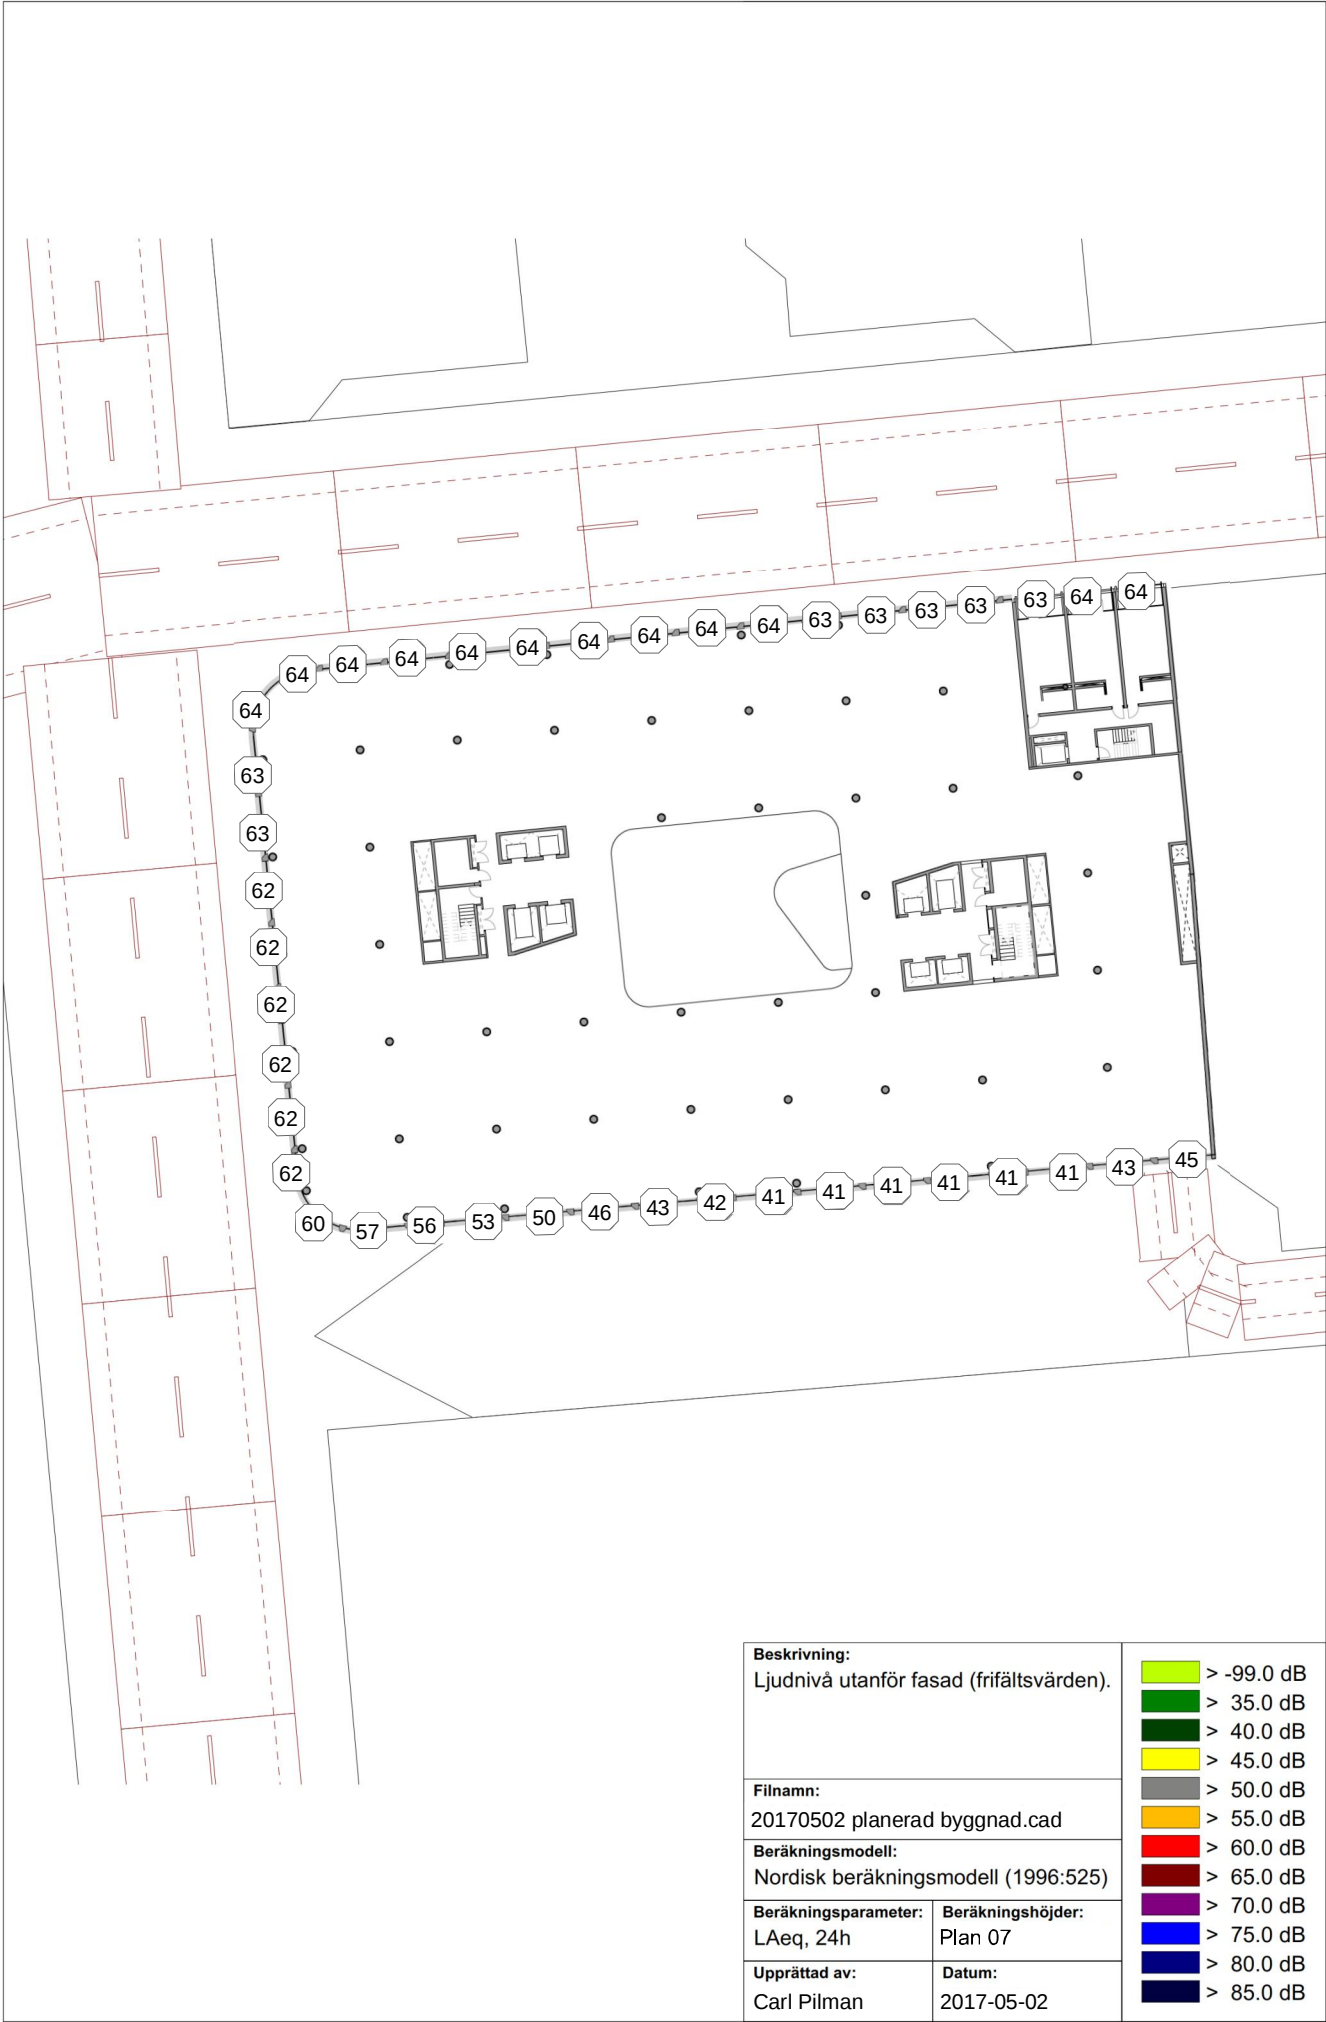 63 64 64
64 64 64 64 64 64 64 64 64 63 63 63 63
64
63
63
62
62
62
62
62
62
60 57 56 53 50 46 43 42 41 41 41 41 41 41 43 45
Beskrivning:
Ljudnivå utanför fasad (frifältsvärden).
Filnamn:
20170502 planerad byggnad.cad
Beräkningsmodell:
Nordisk beräkningsmodell (1996:525)
Beräkningsparameter:
LAeq, 24h
Beräkningshöjder:
Plan 07
Upprättad av:
Carl Pilman
Datum:
2017-05-02
> -99.0 dB
> 35.0 dB
> 40.0 dB
> 45.0 dB
> 50.0 dB
> 55.0 dB
> 60.0 dB
> 65.0 dB
> 70.0 dB
> 75.0 dB
> 80.0 dB
> 85.0 dB